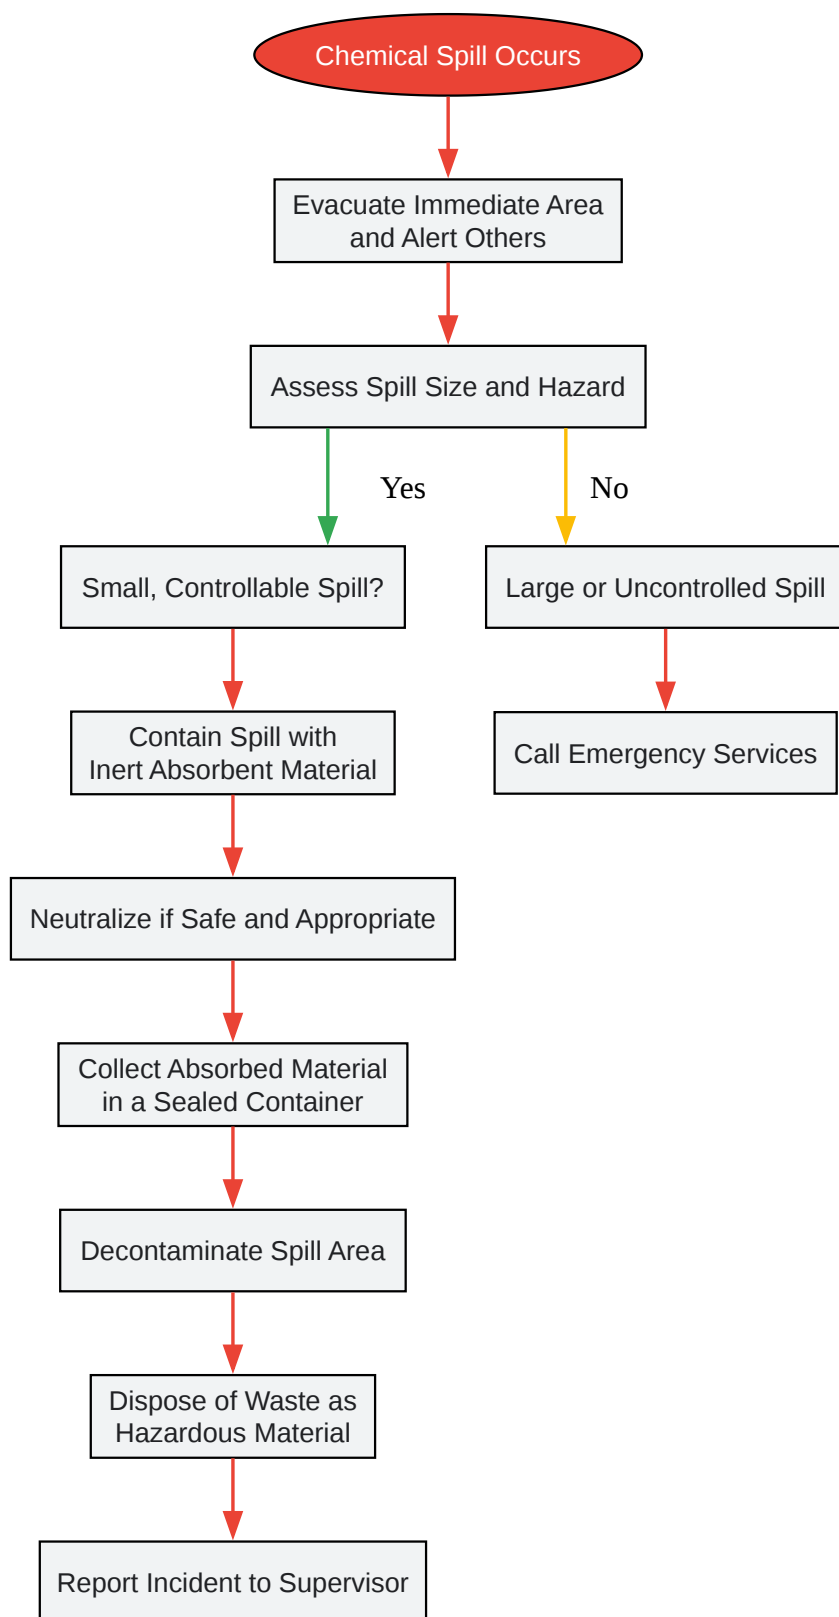 Chemical Spill Occurs
Evacuate Immediate Area
and Alert Others
Assess Spill Size and Hazard
Yes
No
Small, Controllable Spill?
Large or Uncontrolled Spill
Contain Spill with
Inert Absorbent Material
Call Emergency Services
Neutralize if Safe and Appropriate
Collect Absorbed Material
in a Sealed Container
Decontaminate Spill Area
Dispose of Waste as
Hazardous Material
Report Incident to Supervisor